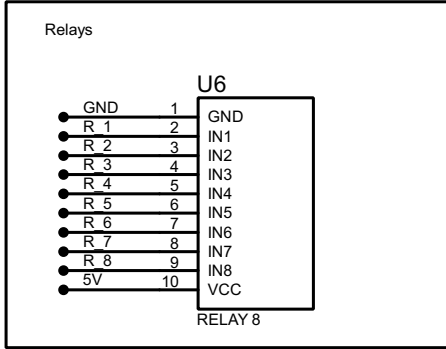 Relays
U6
GND 1 GND
R_1 2 IN1
R_2 3 IN2
R_3 4 IN3
R_4 5 IN4
R_5 6 IN5
R_6 7 IN6
R_7 8 IN7
R_8 9 IN8
5V 10 VCC
RELAY 8